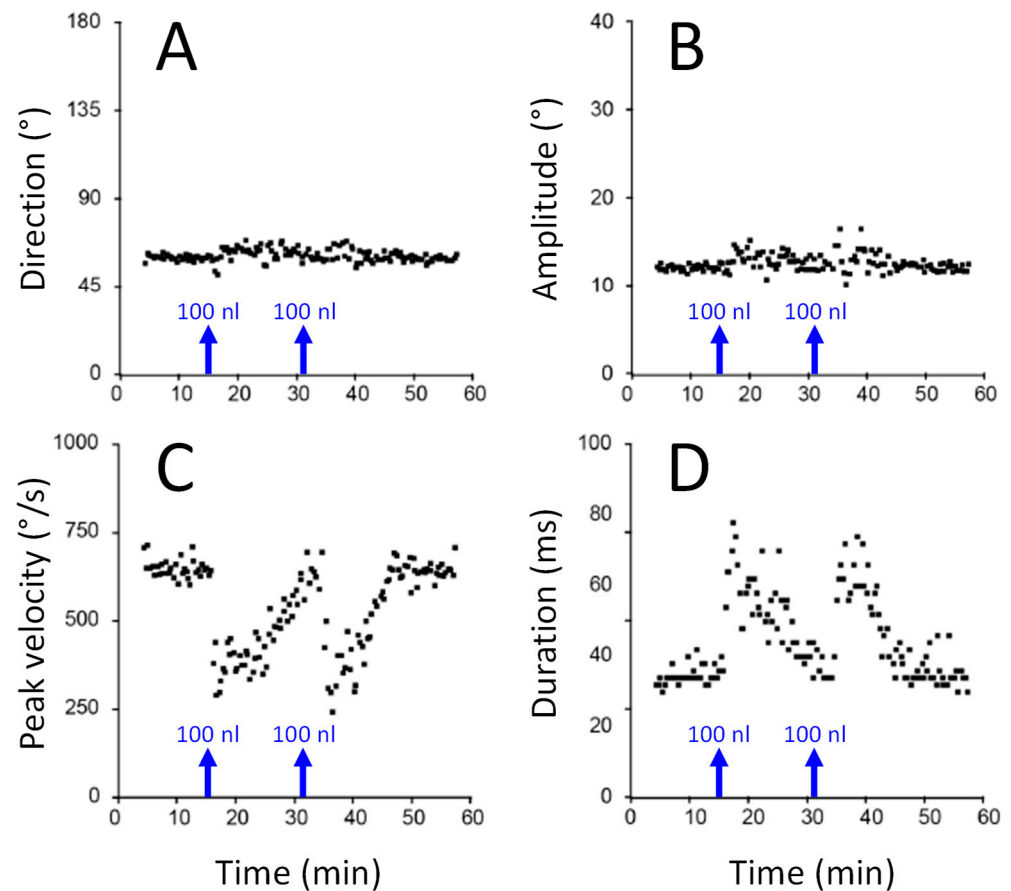 A
Direction (°)
180
135
90
45
0
100 nl 100 nl
0 10 20 30 40 50 60
B
Amplitude (°)
40
30
20
10
0
100 nl 100 nl
0 10 20 30 40 50 60
C
Peak velocity (°/s)
1000
750
500
250
0
100 nl 100 nl
0 10 20 30 40 50 60
Time (min)
D
Duration (ms)
100
80
60
40
20
0
100 nl 100 nl
0 10 20 30 40 50 60
Time (min)